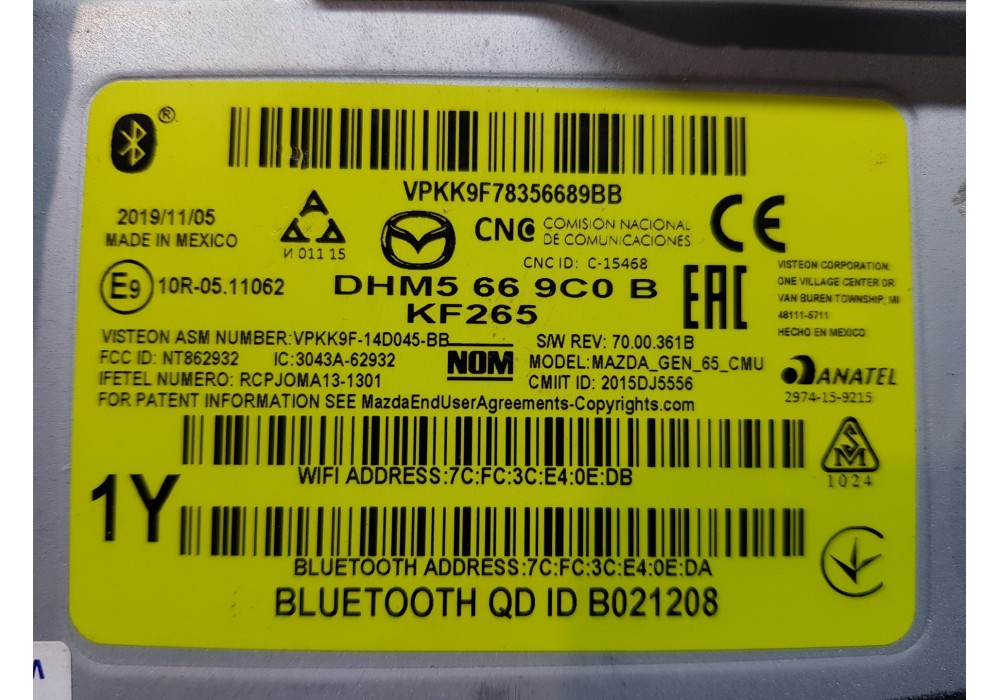 ®
VPKK9F78356689BB
2019/11/05
MADE IN MEXICO
И 011 15
CNC COMISIÓN NACIONAL
DE COMUNICACIONES
CE
CNC ID: C-15468
E9 10R-05.11062
DHM5 66 9C0 B
KF265
EAC
VISTEON CORPORATION:
ONE VILLAGE CENTER DR
VAN BUREN TOWNSHIP, MI
48111-5711
HECHO EN MEXICO
VISTEON ASM NUMBER:VPKK9F-14D045-BB
S/W REV: 70.00.361B
FCC ID: NT862932 IC:3043A-62932
NOM
MODEL:MAZDA_GEN_65_CMU
IFETEL NUMERO: RCPJOMA13-1301
CMIIT ID: 2015DJ5556
ANATEL
2974-15-9215
FOR PATENT INFORMATION SEE MazdaEndUserAgreements-Copyrights.com
WIFI ADDRESS:7C:FC:3C:E4:0E:DB
SM
1024
1Y
BLUETOOTH ADDRESS:7C:FC:3C:E4:0E:DA
BLUETOOTH QD ID B021208